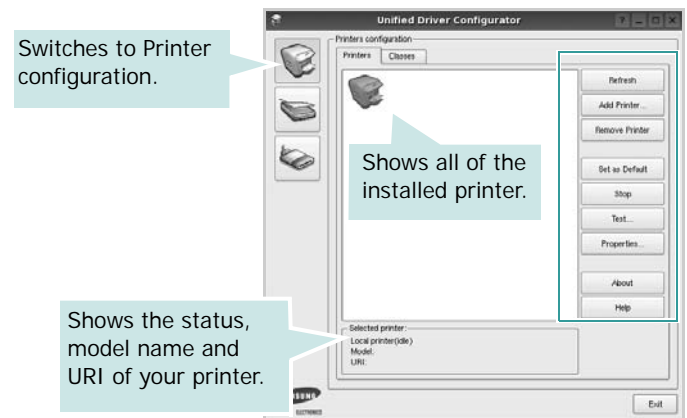 Unified Driver Configurator
Switches to Printer
configuration.
Printers configuration
Printers
Classes
Refresh
Add Printer...
Remove Printer
Set as Default
Stop
Test...
Properties...
About
Help
Shows all of the
installed printer.
Shows the status,
model name and
URI of your printer.
Selected printer:
Local printer(idle)
Model:
URI:
ELECTRONICS
Exit